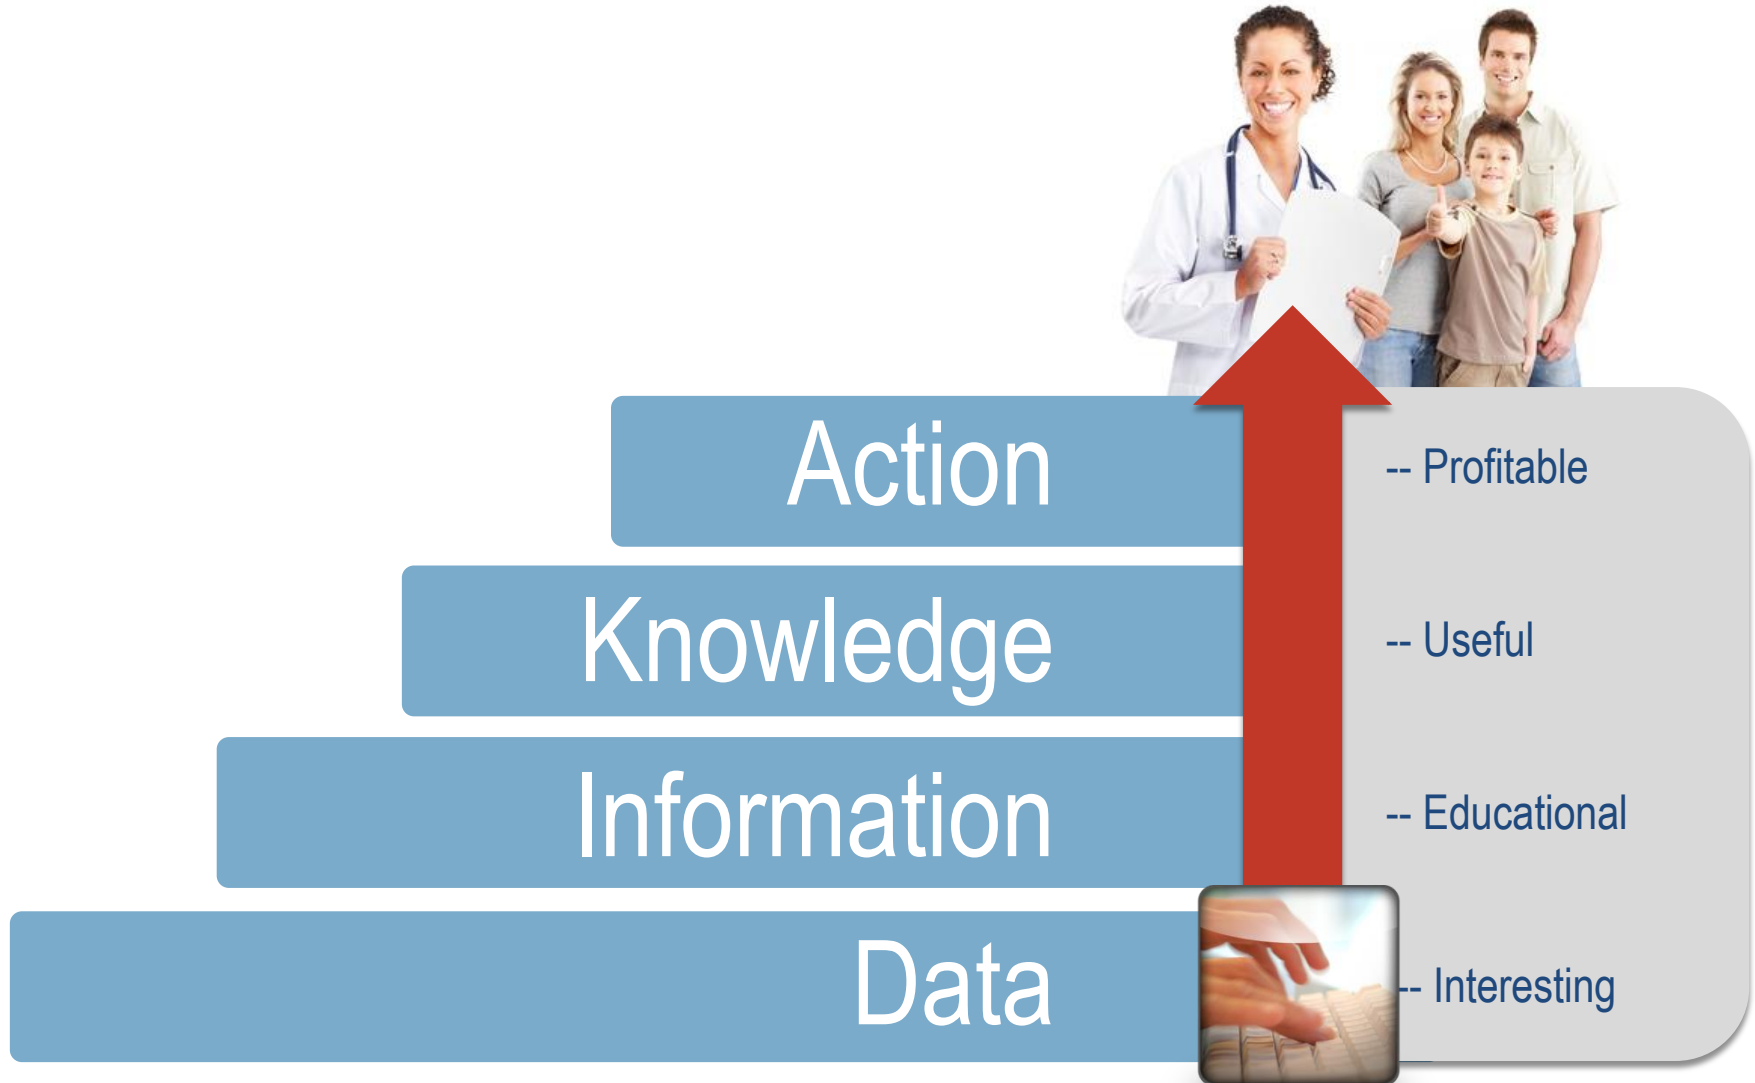 Action
-- Profitable
Knowledge
-- Useful
Information
-- Educational
Data
-- Interesting